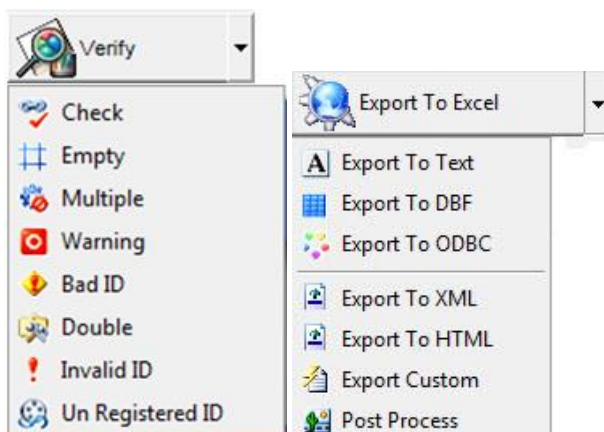 Verify
Check
Empty
Multiple
Warning
Bad ID
Double
Invalid ID
Un Registered ID
Export To Excel
Export To Text
Export To DBF
Export To ODBC
Export To XML
Export To HTML
Export Custom
Post Process